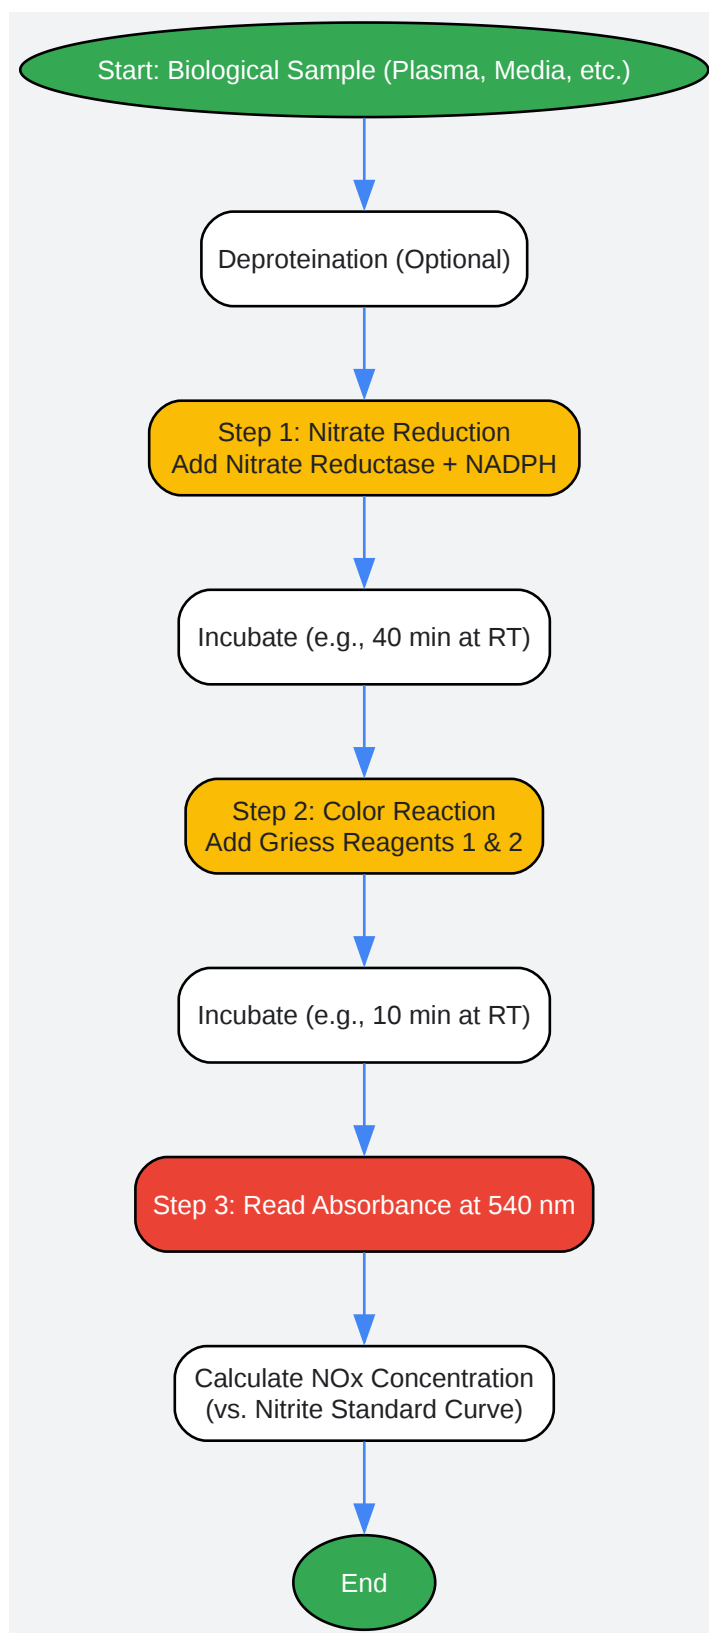 Start: Biological Sample (Plasma, Media, etc.)
Deproteination (Optional)
Step 1: Nitrate Reduction
Add Nitrate Reductase + NADPH
Incubate (e.g., 40 min at RT)
Step 2: Color Reaction
Add Griess Reagents 1 & 2
Incubate (e.g., 10 min at RT)
Step 3: Read Absorbance at 540 nm
Calculate NOx Concentration
(vs. Nitrite Standard Curve)
End